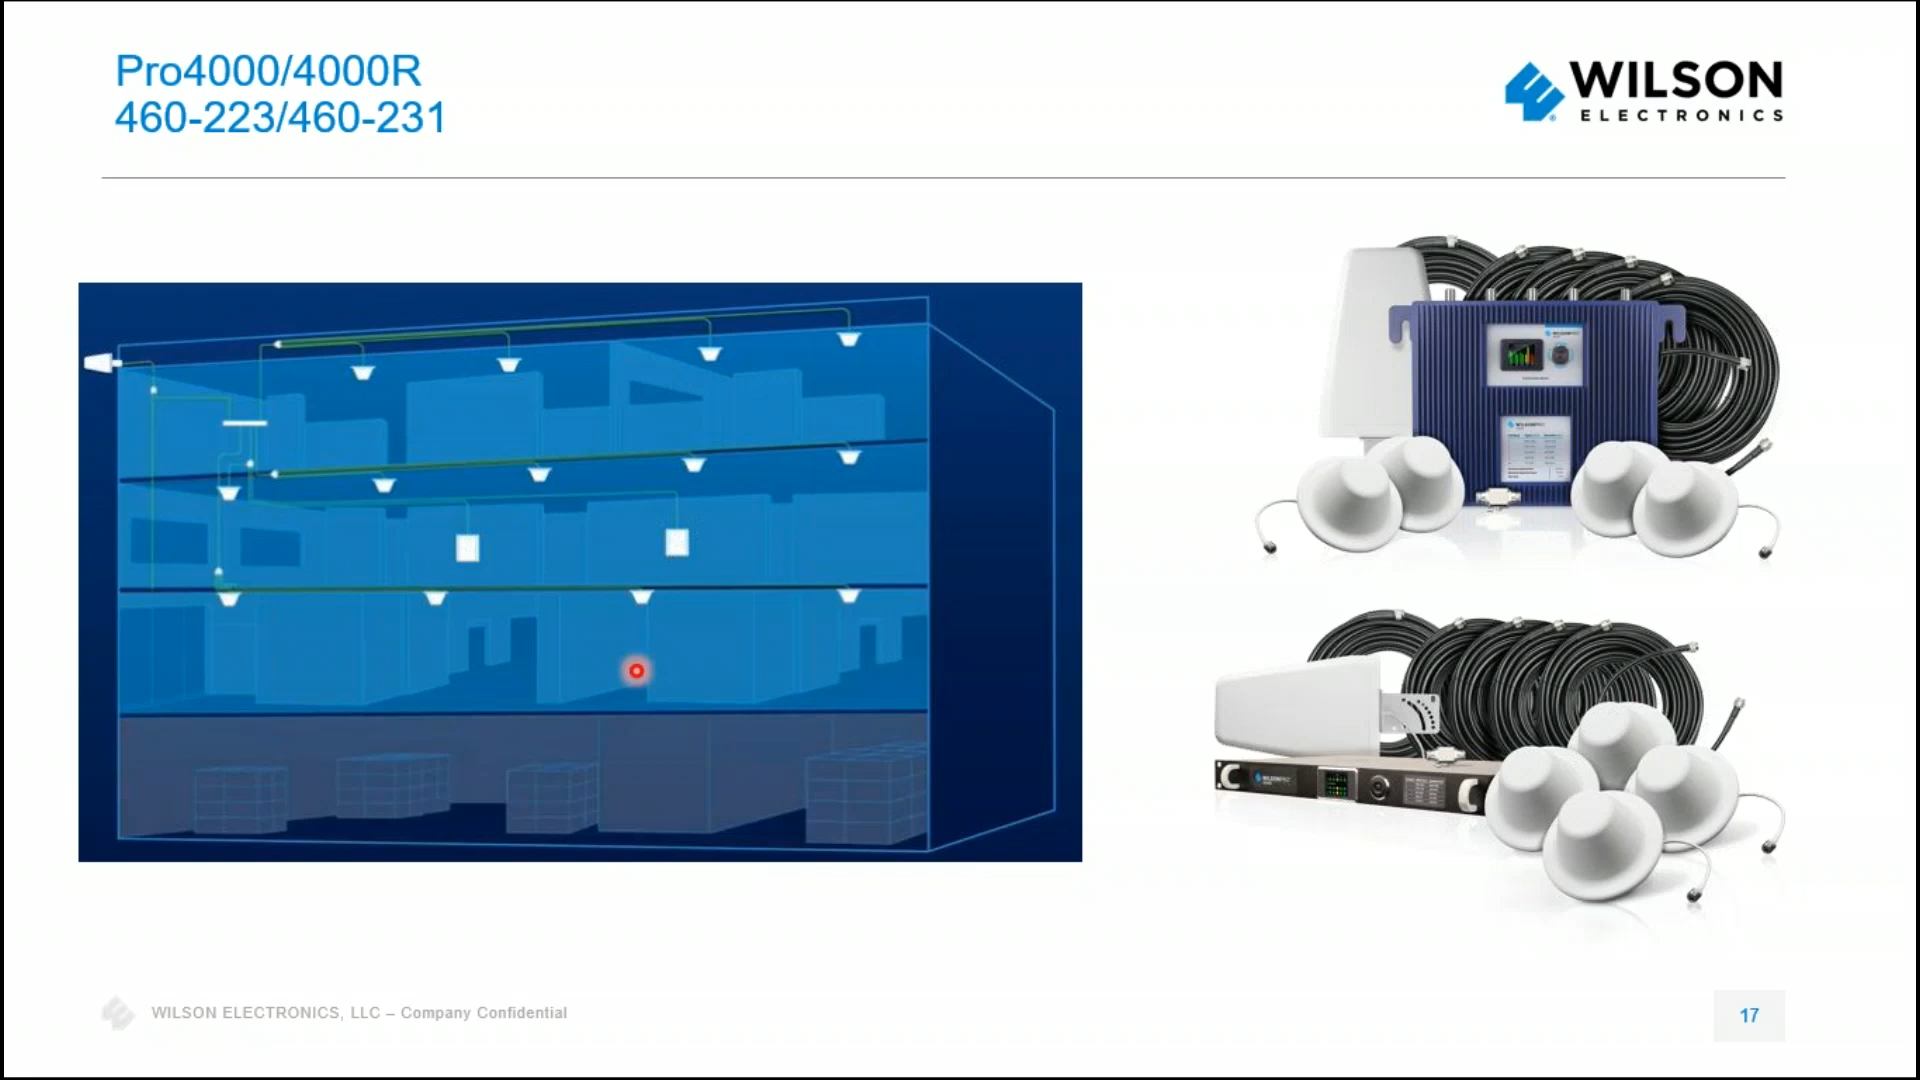 Pro4000/4000R
460-223/460-231
WILSON
ELECTRONICS
WILSON ELECTRONICS, LLC – Company Confidential
17